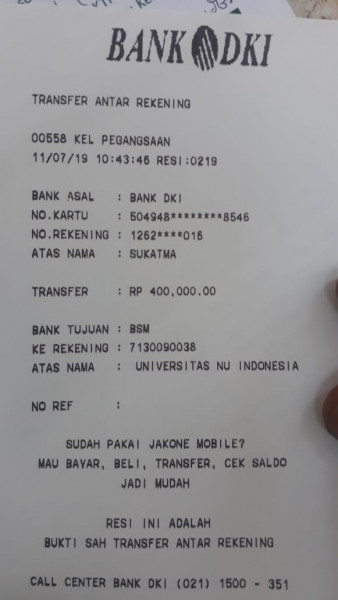 BANK DKI
TRANSFER ANTAR REKENING
00558 KEL PEGANGSAAN
11/07/19 10:43:46 RESI:0219
BANK ASAL : BANK DKI
NO.KARTU : 504948********8546
NO.REKENING : 1262****016
ATAS NAMA : SUKATMA
TRANSFER : RP 400,000.00
BANK TUJUAN : BSM
KE REKENING : 7130090038
ATAS NAMA : UNIVERSITAS NU INDONESIA
NO REF :
SUDAH PAKAI JAKONE MOBILE?
MAU BAYAR, BELI, TRANSFER, CEK SALDO
JADI MUDAH
RESI INI ADALAH
BUKTI SAH TRANSFER ANTAR REKENING
CALL CENTER BANK DKI (021) 1500 - 351